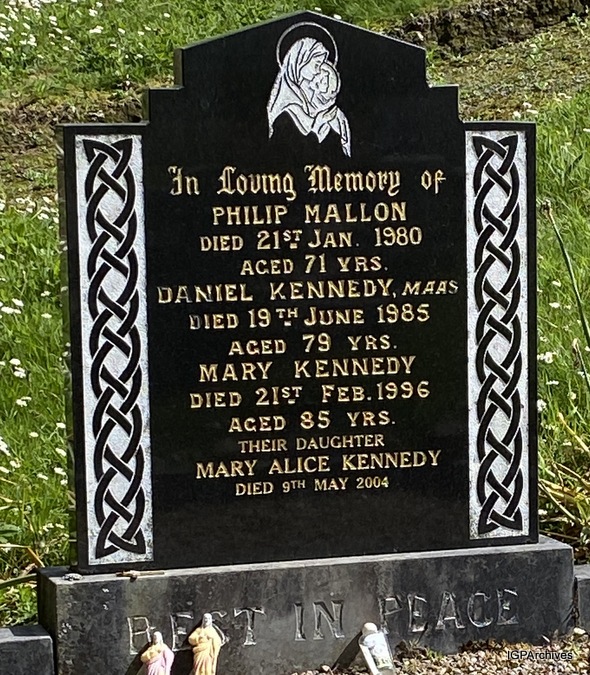 In Loving Memory of
PHILIP MALLON
DIED 21ST JAN. 1980
AGED 71 YRS.
DANIEL KENNEDY, MAAS
DIED 19TH JUNE 1985
AGED 79 YRS.
MARY KENNEDY
DIED 21ST FEB. 1996
AGED 85 YRS.
THEIR DAUGHTER
MARY ALICE KENNEDY
DIED 9TH MAY 2004
REST IN PEACE
IGPArchives